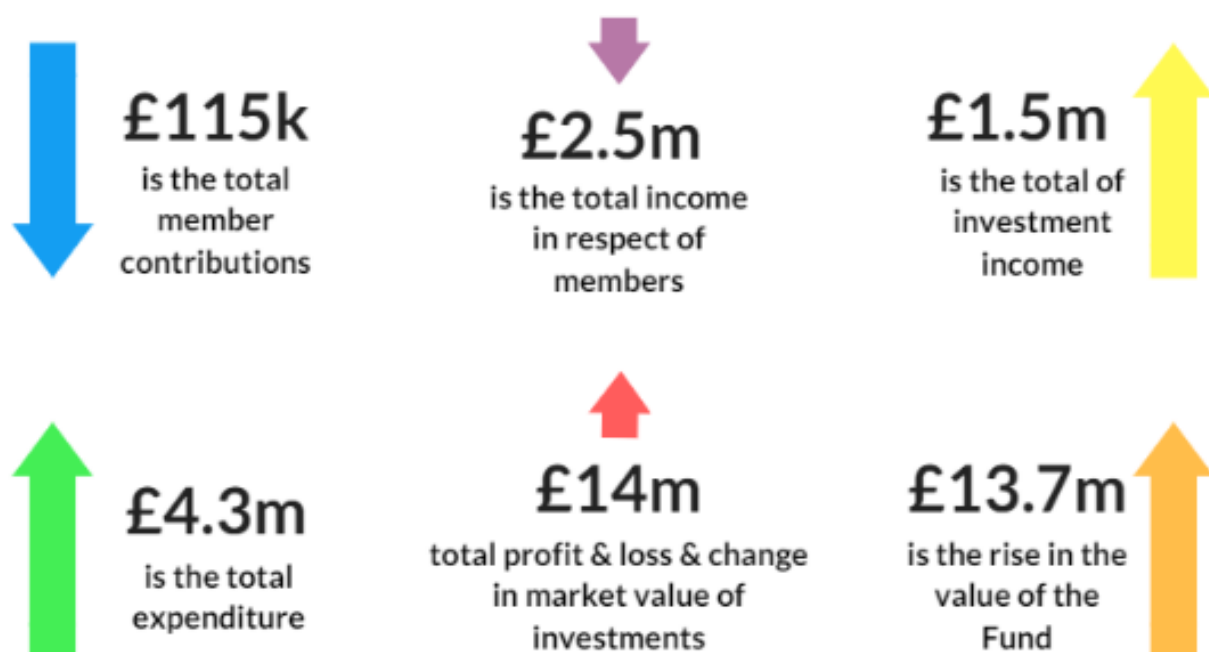 £115k
is the total
member
contributions
£2.5m
is the total income
in respect of
members
£1.5m
is the total of
investment
income
£4.3m
is the total
expenditure
£14m
total profit & loss & change
in market value of
investments
£13.7m
is the rise in the
value of the
Fund